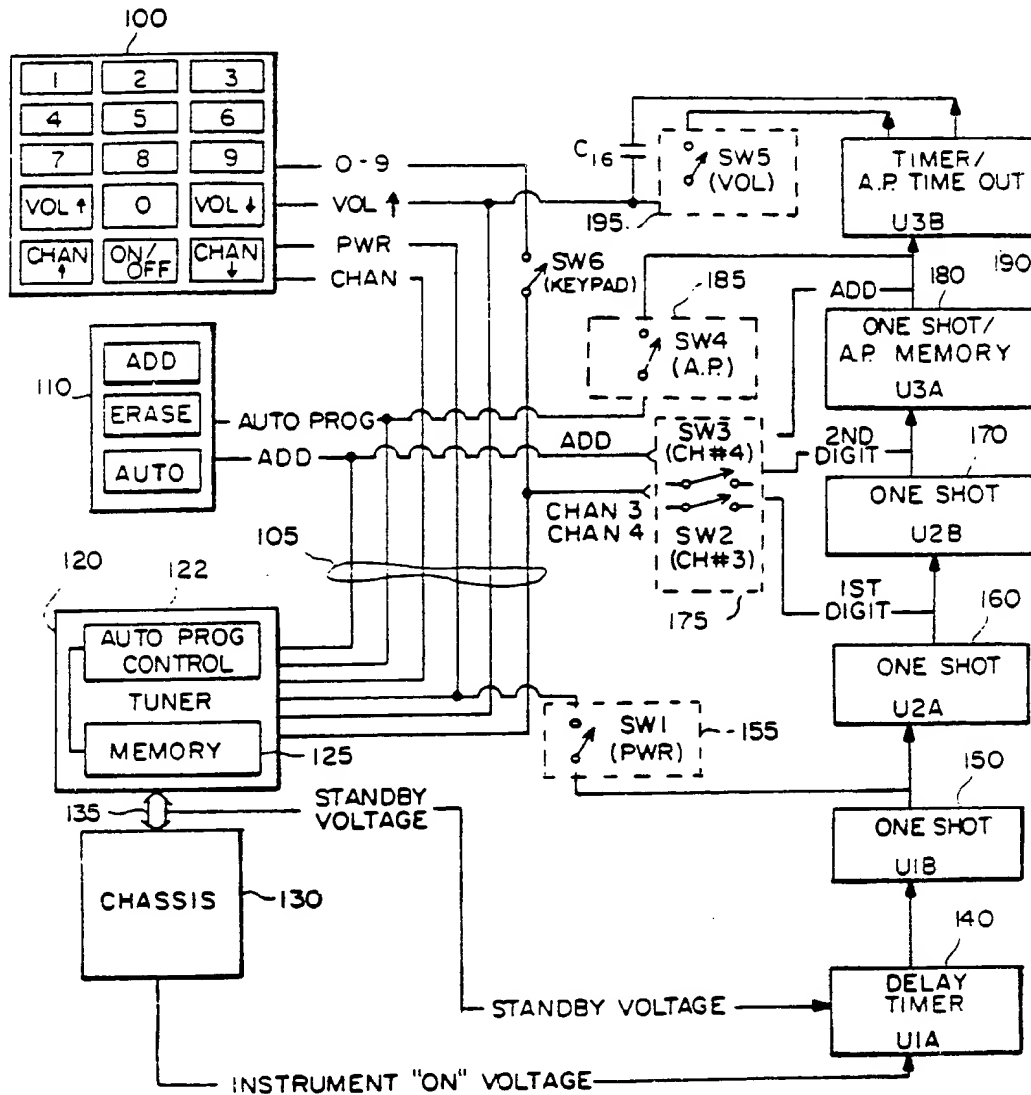 100
1 2 3
4 5 6
7 8 9
VOL ↑ 0 VOL ↓
CHAN ↑ ON/OFF CHAN ↓
0-9
VOL ↑
PWR
CHAN
C16
SW5
(VOL)
195
TIMER/
A.P. TIME OUT
U3B
190
SW6
(KEYPAD)
185
ADD
180
SW4
(A.P.)
ONE SHOT/
A.P. MEMORY
U3A
110
ADD
ERASE
AUTO
AUTO PROG
ADD
ADD
SW3
(CH#4)
2ND
DIGIT
170
CHAN 3
CHAN 4
SW2
(CH#3)
175
ONE SHOT
U2B
105
1ST
DIGIT
160
120
122
AUTO PROG
CONTROL
TUNER
MEMORY
125
ONE SHOT
U2A
SW1
(PWR)
155
150
135
STANDBY
VOLTAGE
ONE SHOT
U1B
CHASSIS
130
140
STANDBY VOLTAGE
DELAY
TIMER
U1A
INSTRUMENT "ON" VOLTAGE